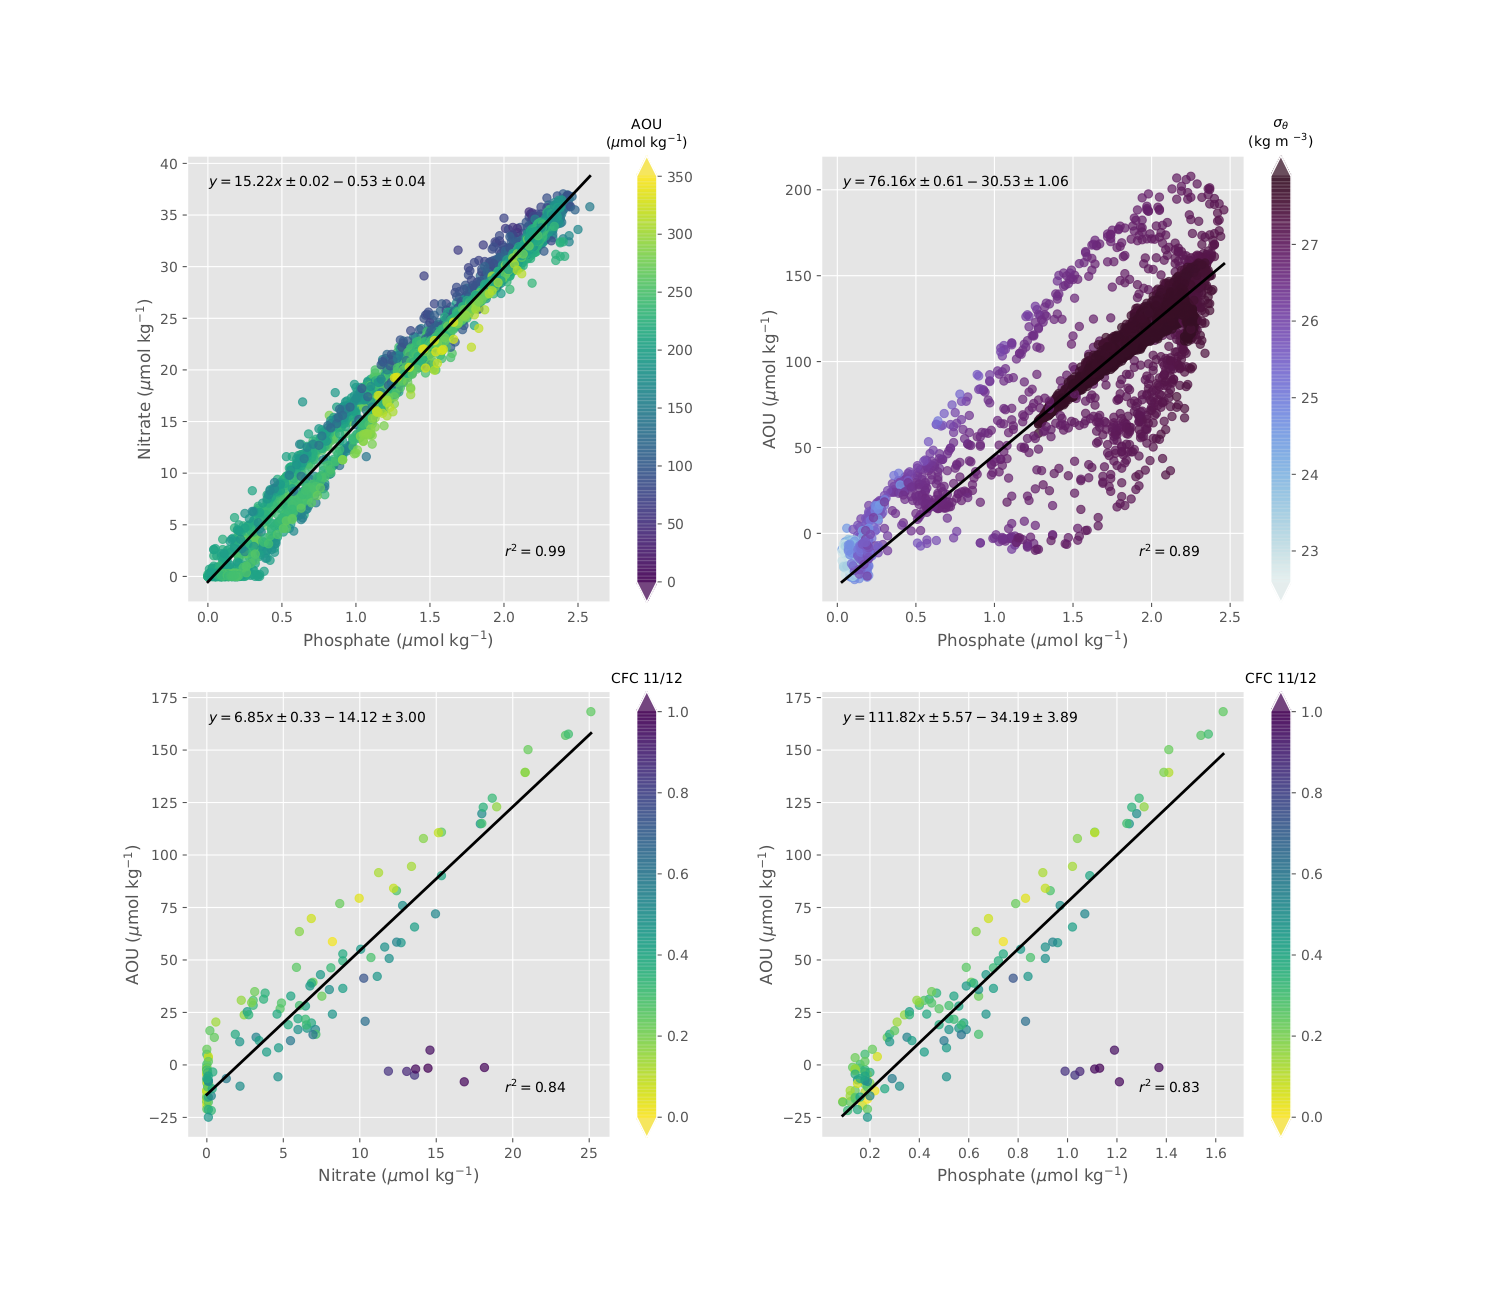 AOU
(μmol kg⁻¹)
σ_θ
(kg m ⁻³)
y = 15.22x ± 0.02 − 0.53 ± 0.04
r² = 0.99
40
35
30
25
20
15
10
5
0
0.0 0.5 1.0 1.5 2.0 2.5
Nitrate (μmol kg⁻¹)
Phosphate (μmol kg⁻¹)
350
300
250
200
150
100
50
0
y = 76.16x ± 0.61 − 30.53 ± 1.06
r² = 0.89
200
150
100
50
0
0.0 0.5 1.0 1.5 2.0 2.5
AOU (μmol kg⁻¹)
Phosphate (μmol kg⁻¹)
27
26
25
24
23
CFC 11/12
y = 6.85x ± 0.33 − 14.12 ± 3.00
r² = 0.84
175
150
125
100
75
50
25
0
−25
0 5 10 15 20 25
AOU (μmol kg⁻¹)
Nitrate (μmol kg⁻¹)
1.0
0.8
0.6
0.4
0.2
0.0
CFC 11/12
y = 111.82x ± 5.57 − 34.19 ± 3.89
r² = 0.83
175
150
125
100
75
50
25
0
−25
0.2 0.4 0.6 0.8 1.0 1.2 1.4 1.6
AOU (μmol kg⁻¹)
Phosphate (μmol kg⁻¹)
1.0
0.8
0.6
0.4
0.2
0.0